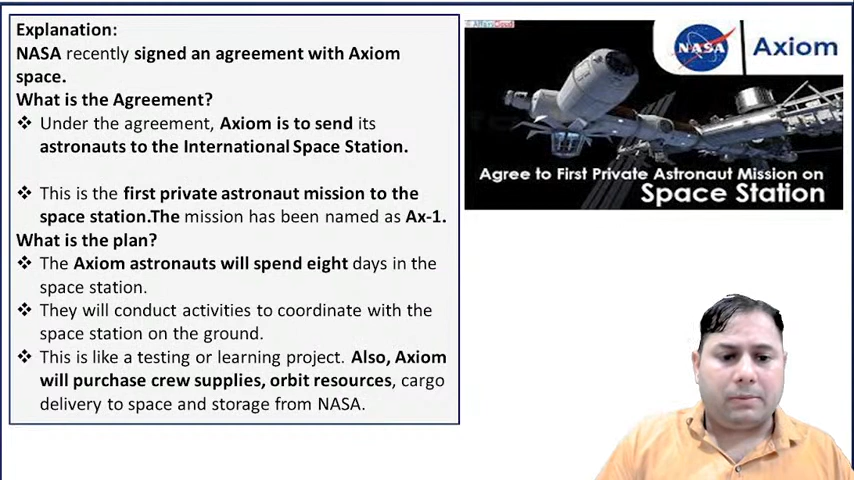 Explanation:
NASA recently signed an agreement with Axiom
space.
What is the Agreement?
❖ Under the agreement, Axiom is to send its
astronauts to the International Space Station.
❖ This is the first private astronaut mission to the
space station.The mission has been named as Ax-1.
What is the plan?
❖ The Axiom astronauts will spend eight days in the
space station.
❖ They will conduct activities to coordinate with the
space station on the ground.
❖ This is like a testing or learning project. Also, Axiom
will purchase crew supplies, orbit resources, cargo
delivery to space and storage from NASA.
AffairsCloud
NASA
Axiom
Agree to First Private Astronaut Mission on
Space Station